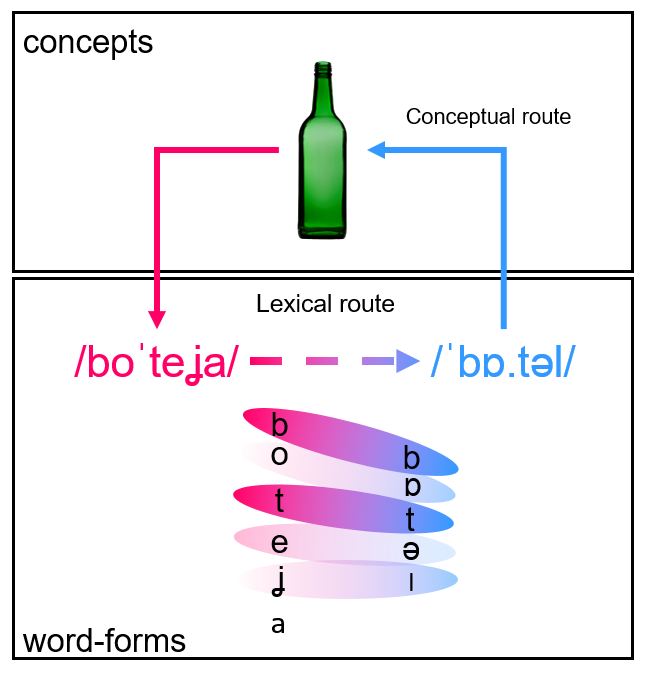 concepts
Conceptual route
Lexical route
/boˈteʝa/ /ˈbɒ.təl/
b
o b
t ɒ
e t
ʝ ə
a l
word-forms